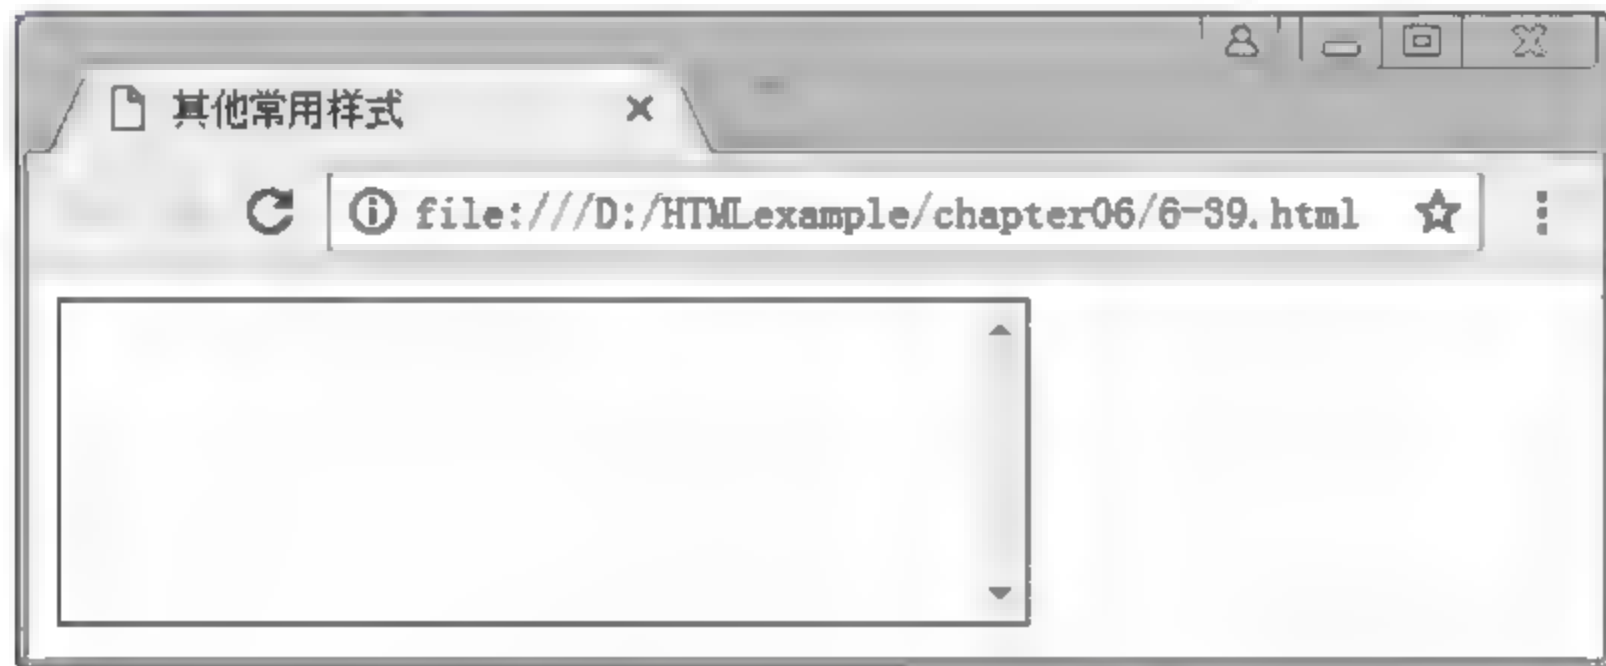 其他常用样式
file:///D:/HTMLexample/chapter06/6-39.html